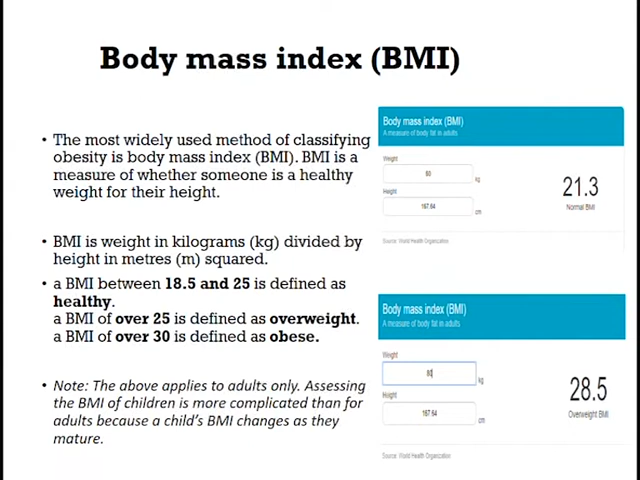 Body mass index (BMI)
• The most widely used method of classifying
obesity is body mass index (BMI). BMI is a
measure of whether someone is a healthy
weight for their height.
• BMI is weight in kilograms (kg) divided by
height in metres (m) squared.
• a BMI between 18.5 and 25 is defined as
healthy.
a BMI of over 25 is defined as overweight.
a BMI of over 30 is defined as obese.
• Note: The above applies to adults only. Assessing
the BMI of children is more complicated than for
adults because a child's BMI changes as they
mature.
Body mass index (BMI)
A measure of body fat in adults
Weight
kg
Height
167.64
cm
21.3
Normal BMI
Source: World Health Organization
Body mass index (BMI)
A measure of body fat in adults
Weight
kg
Height
167.64
cm
28.5
Overweight BMI
Source: World Health Organization